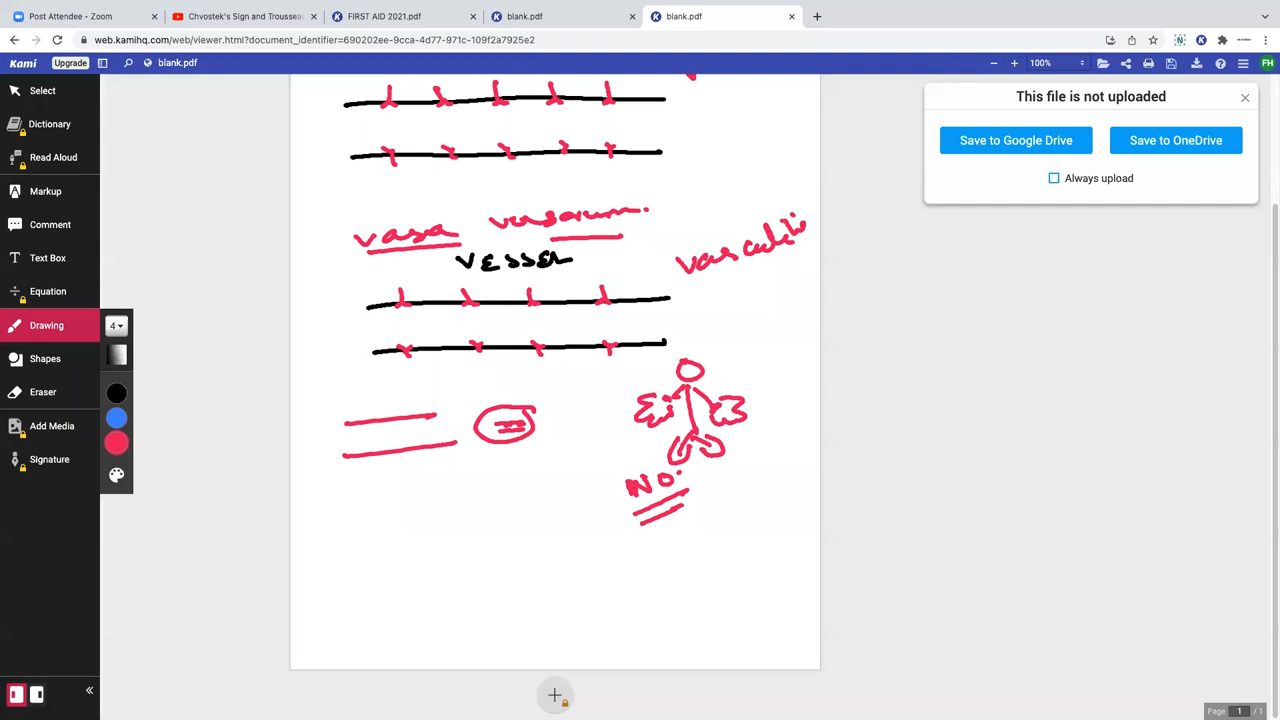 Post Attendee - Zoom
Chvostek's Sign and Trousseau
FIRST AID 2021.pdf
blank.pdf
blank.pdf
web.kamihq.com/web/viewer.html?document_identifier=690202ee-9cca-4d77-971c-109f2a7925e2
Kami Upgrade blank.pdf 100% FH
Select
Dictionary
Read Aloud
Markup
Comment
Text Box
Equation
Drawing
Shapes
Eraser
Add Media
Signature
4
This file is not uploaded
Save to Google Drive Save to OneDrive
Always upload
vasa vasorum
VESSEL
vasculitis
NO
Page 1 / 1